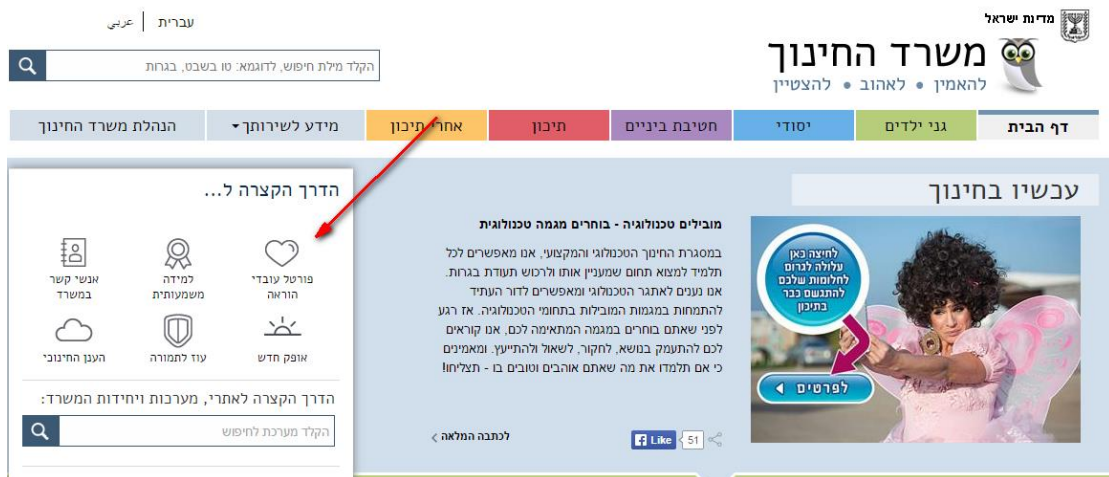 מדינת ישראל
עברית | عربي
משרד החינוך
להאמין • לאהוב • להצטיין
הקלד מילת חיפוש, לדוגמא: טו בשבט, בגרות
דף הבית
גני ילדים
יסודי
חטיבת ביניים
תיכון
אחרי תיכון
מידע לשירותך
הנהלת משרד החינוך
עכשיו בחינוך
לחיצה כאן
עלולה לגרום
לחלומות שלכם
להתגשם כבר
בתיכון
לפרטים
מובילים טכנולוגיה - בוחרים מגמה טכנולוגית
במסגרת החינוך הטכנולוגי והמקצועי, אנו מאפשרים לכל
תלמיד למצוא תחום שמעניין אותו ולרכוש תעודת בגרות.
אנו נענים לאתגר הטכנולוגי ומאפשרים לדור העתיד
להתמחות במגמות המובילות בתחומי הטכנולוגיה. אז רגע
לפני שאתם בוחרים במגמה המתאימה לכם, אנו קוראים
לכם להתעמק בנושא, לחקור, לשאול ולהתייעץ. ומאמינים
כי אם תלמדו את מה שאתם אוהבים וטובים בו - תצליחו!
Like 51
לכתבה המלאה
הדרך הקצרה ל...
פורטל עובדי
הוראה
למידה
משמעותית
אנשי קשר
במשרד
אופק חדש
עוז לתמורה
הענן החינוכי
הדרך הקצרה לאתרי, מערכות ויחידות המשרד:
הקלד מערכת לחיפוש